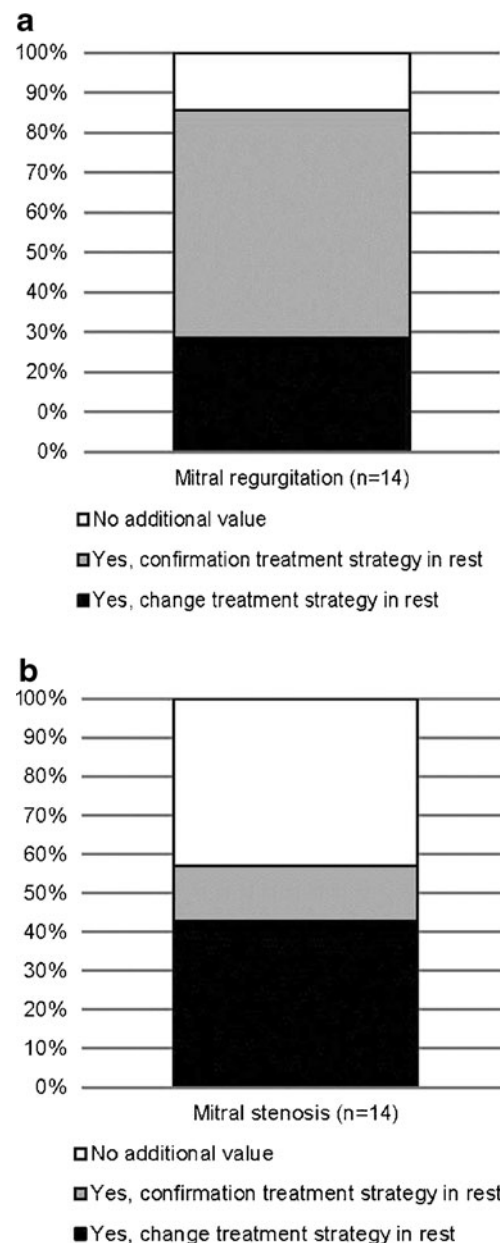 a
100%
90%
80%
70%
60%
50%
40%
30%
20%
0%
0%
Mitral regurgitation (n=14)
No additional value
Yes, confirmation treatment strategy in rest
Yes, change treatment strategy in rest
b
100%
90%
80%
70%
60%
50%
40%
30%
20%
10%
0%
Mitral stenosis (n=14)
No additional value
Yes, confirmation treatment strategy in rest
Yes, change treatment strategy in rest